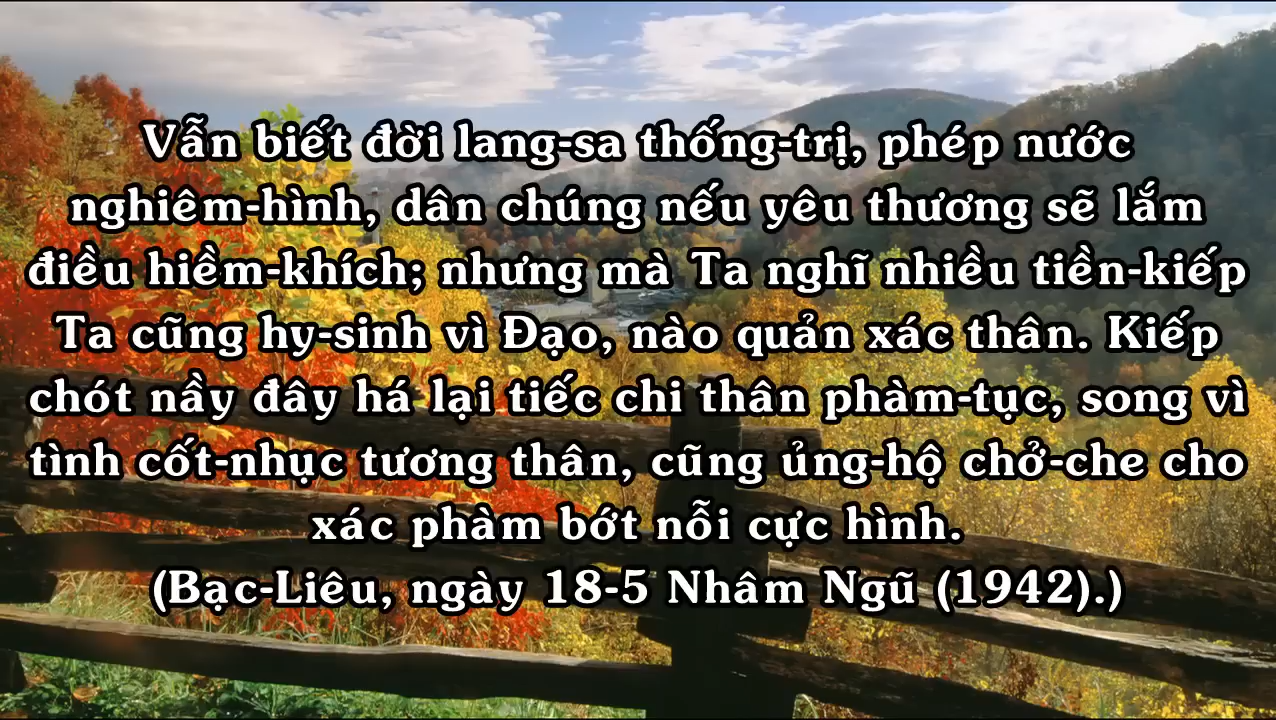 Vẫn biết đời lang-sa thống-trị, phép nước
nghiêm-hình, dân chúng nếu yêu thương sẽ lắm
điều hiềm-khích; nhưng mà Ta nghĩ nhiều tiền-kiếp
Ta cũng hy-sinh vì Đạo, nào quản xác thân. Kiếp
chót nầy đây há lại tiếc chi thân phàm-tục, song vì
tình cốt-nhục tương thân, cũng ủng-hộ chở-che cho
xác phàm bớt nỗi cực hình.
(Bạc-Liêu, ngày 18-5 Nhâm Ngũ (1942).)